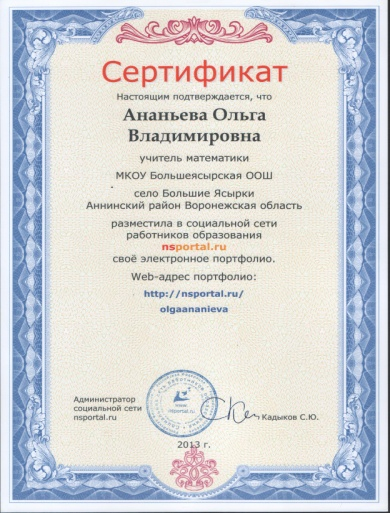 Сертификат
Настоящим подтверждается, что
Ананьева Ольга
Владимировна
учитель математики
МКОУ Большеясырская ООШ
село Большие Ясырки
Аннинский район Воронежская область
разместила в социальной сети
работников образования
nsportal.ru
своё электронное портфолио.
Web-адрес портфолио:
http://nsportal.ru/
olgaananieva
Администратор
социальной сети
nsportal.ru
nsportal.ru
Кадыков С.Ю.
2013 г.